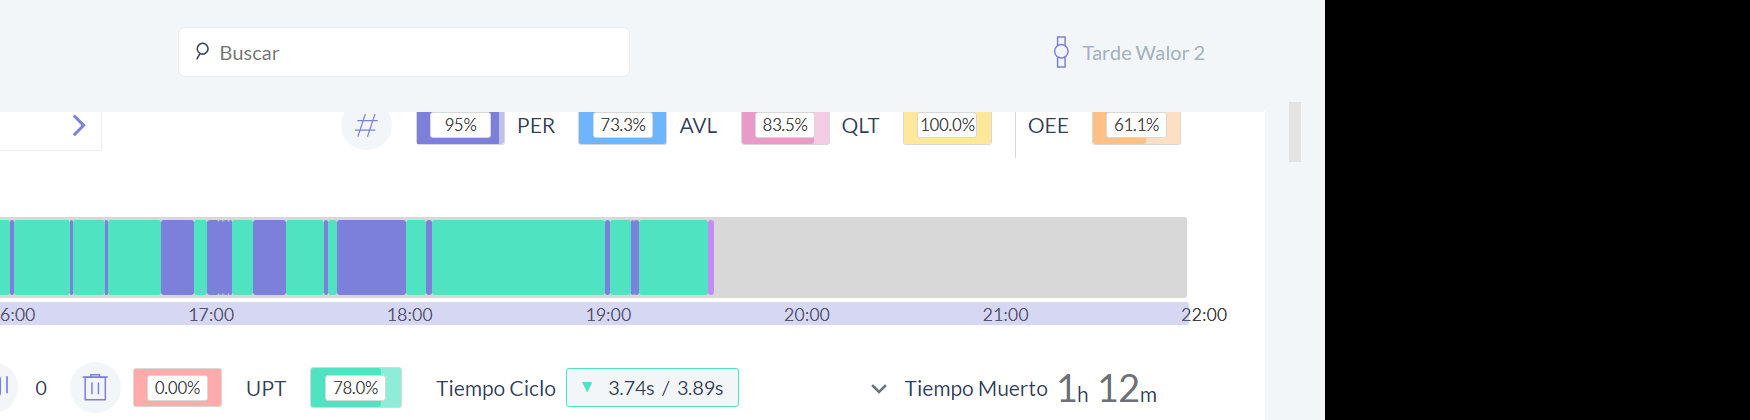 Buscar Tarde Walor 2
# 95% PER 73.3% AVL 83.5% QLT 100.0% OEE 61.1%
6:00 17:00 18:00 19:00 20:00 21:00 22:00
0 0.00% UPT 78.0% Tiempo Ciclo 3.74s / 3.89s Tiempo Muerto 1h 12m